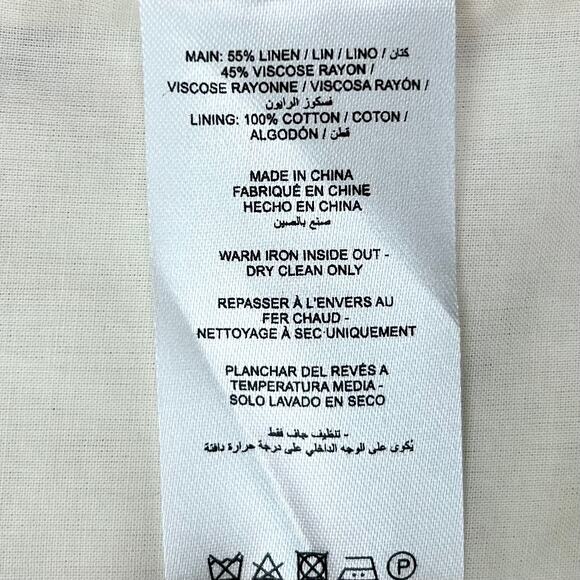 MAIN: 55% LINEN / LIN / LINO / كتان
45% VISCOSE RAYON /
VISCOSE RAYONNE / VISCOSA RAYÓN /
فسكوز الرايون
LINING: 100% COTTON / COTON /
ALGODÓN / قطن
MADE IN CHINA
FABRIQUÉ EN CHINE
HECHO EN CHINA
صنع بالصين
WARM IRON INSIDE OUT -
DRY CLEAN ONLY
REPASSER À L'ENVERS AU
FER CHAUD -
NETTOYAGE À SEC UNIQUEMENT
PLANCHAR DEL REVÉS A
TEMPERATURA MEDIA -
SOLO LAVADO EN SECO
- تنظيف جاف فقط
يُكوى على الوجه الداخلي على درجة حرارة دافئة
P